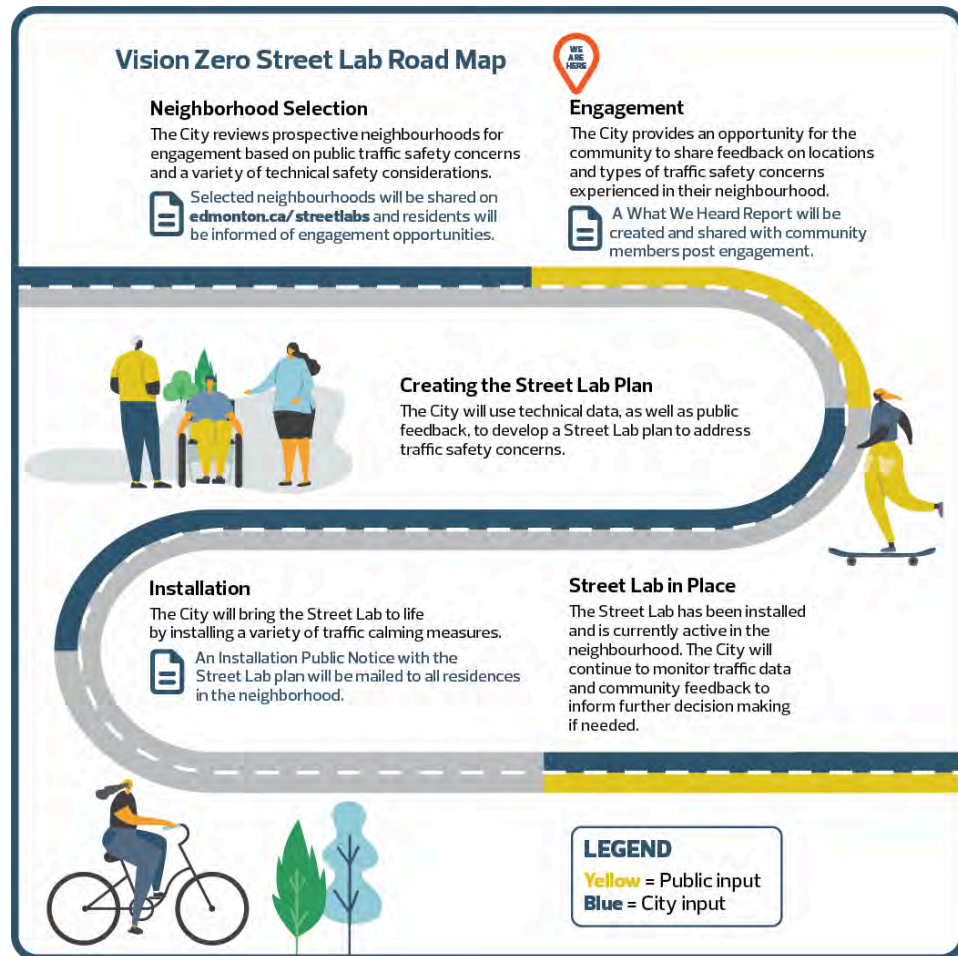 Vision Zero Street Lab Road Map
WE
ARE
HERE
Neighborhood Selection
The City reviews prospective neighbourhoods for
engagement based on public traffic safety concerns
and a variety of technical safety considerations.
Selected neighbourhoods will be shared on
edmonton.ca/streetlabs and residents will
be informed of engagement opportunities.
Engagement
The City provides an opportunity for the
community to share feedback on locations
and types of traffic safety concerns
experienced in their neighbourhood.
A What We Heard Report will be
created and shared with community
members post engagement.
Creating the Street Lab Plan
The City will use technical data, as well as public
feedback, to develop a Street Lab plan to address
traffic safety concerns.
Installation
The City will bring the Street Lab to life
by installing a variety of traffic calming measures.
An Installation Public Notice with the
Street Lab plan will be mailed to all residences
in the neighborhood.
Street Lab in Place
The Street Lab has been installed
and is currently active in the
neighbourhood. The City will
continue to monitor traffic data
and community feedback to
inform further decision making
if needed.
LEGEND
Yellow = Public input
Blue = City input